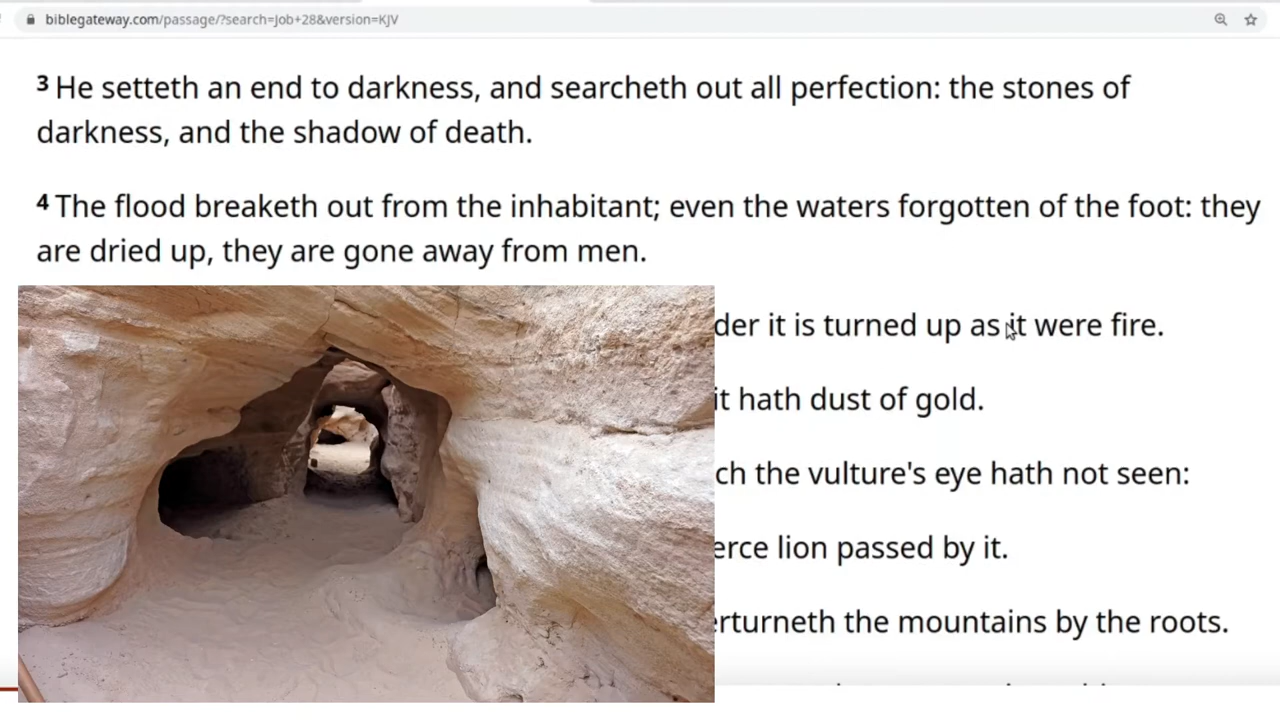 biblegateway.com/passage/?search=Job+28&version=KJV
3 He setteth an end to darkness, and searcheth out all perfection: the stones of
darkness, and the shadow of death.
4 The flood breaketh out from the inhabitant; even the waters forgotten of the foot: they
are dried up, they are gone away from men.
der it is turned up as it were fire.
it hath dust of gold.
ch the vulture's eye hath not seen:
erce lion passed by it.
erturneth the mountains by the roots.